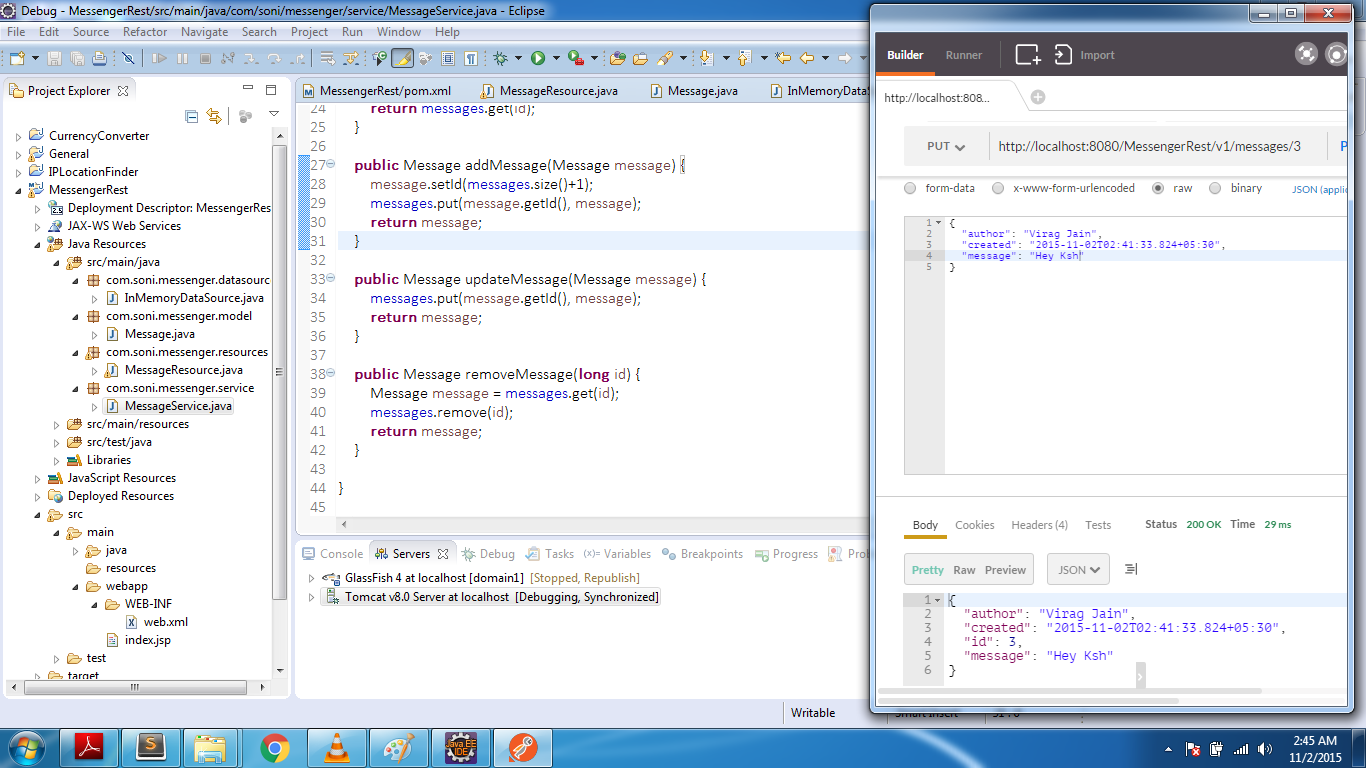 Debug - MessengerRest/src/main/java/com/soni/messenger/service/MessageService.java - Eclipse
File Edit Source Refactor Navigate Search Project Run Window Help
Project Explorer
CurrencyConverter
General
IPLocationFinder
MessengerRest
Deployment Descriptor: MessengerRes
JAX-WS Web Services
Java Resources
src/main/java
com.soni.messenger.datasourc
InMemoryDataSource.java
com.soni.messenger.model
Message.java
com.soni.messenger.resources
MessageResource.java
com.soni.messenger.service
MessageService.java
src/main/resources
src/test/java
Libraries
JavaScript Resources
Deployed Resources
src
main
java
resources
webapp
WEB-INF
web.xml
index.jsp
test
target
MessengerRest/pom.xml MessageResource.java Message.java InMemoryDataS
24 return messages.get(id);
25 }
26
27 public Message addMessage(Message message) {
28 message.setId(messages.size()+1);
29 messages.put(message.getId(), message);
30 return message;
31 }
32
33 public Message updateMessage(Message message) {
34 messages.put(message.getId(), message);
35 return message;
36 }
37
38 public Message removeMessage(long id) {
39 Message message = messages.get(id);
40 messages.remove(id);
41 return message;
42 }
43
44 }
45
Console Servers Debug Tasks (x)= Variables Breakpoints Progress Prob
GlassFish 4 at localhost [domain1] [Stopped, Republish]
Tomcat v8.0 Server at localhost [Debugging, Synchronized]
Writable
Builder Runner Import
http://localhost:808...
PUT http://localhost:8080/MessengerRest/v1/messages/3 P
form-data x-www-form-urlencoded raw binary JSON (applic
1 {
2 "author": "Virag Jain",
3 "created": "2015-11-02T02:41:33.824+05:30",
4 "message": "Hey Ksh"
5 }
Body Cookies Headers (4) Tests Status 200 OK Time 29 ms
Pretty Raw Preview JSON
1 {
2 "author": "Virag Jain",
3 "created": "2015-11-02T02:41:33.824+05:30",
4 "id": 3,
5 "message": "Hey Ksh"
6 }
Java EE
IDE
2:45 AM
11/2/2015